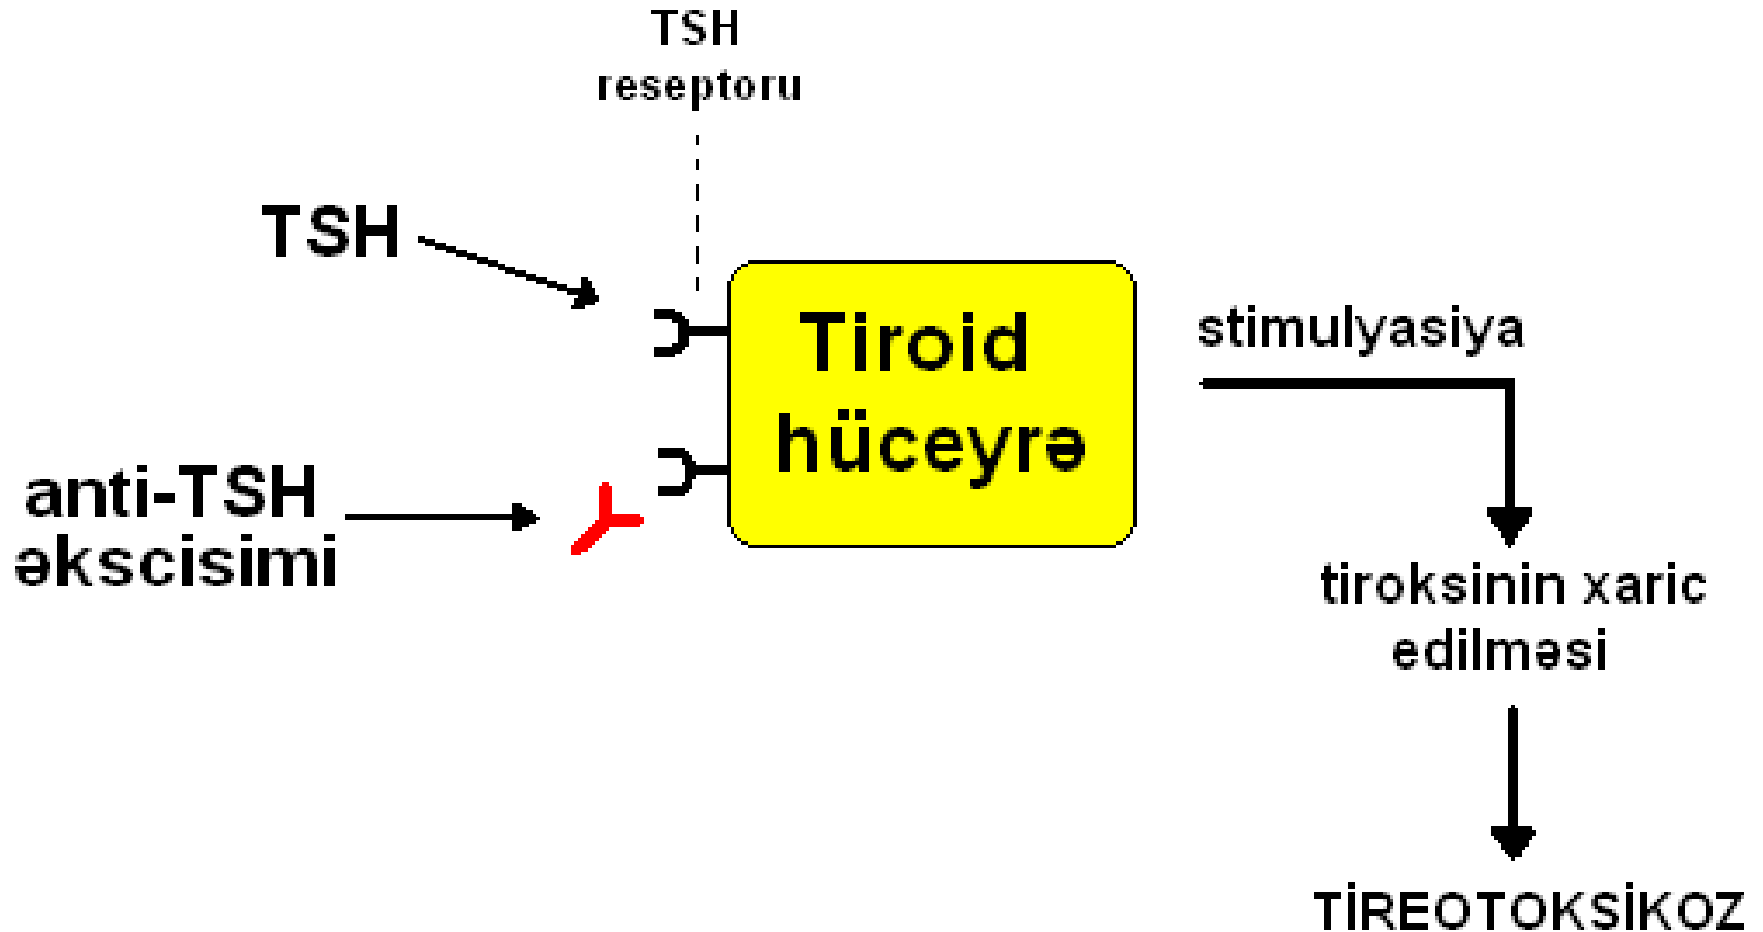 TSH
reseptoru
TSH
Tiroid
hüceyrə
stimulyasiya
anti-TSH
əkscisimi
tiroksinin xaric
edilməsi
TİREOTOKSİKOZ